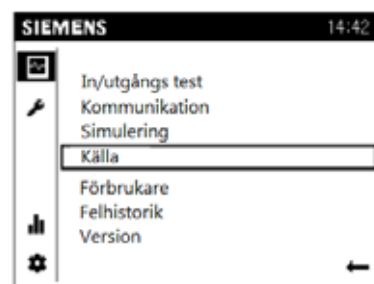 SIEMENS 14:42
In/utgångs test
Kommunikation
Simulering
Källa
Förbrukare
Felhistorik
Version